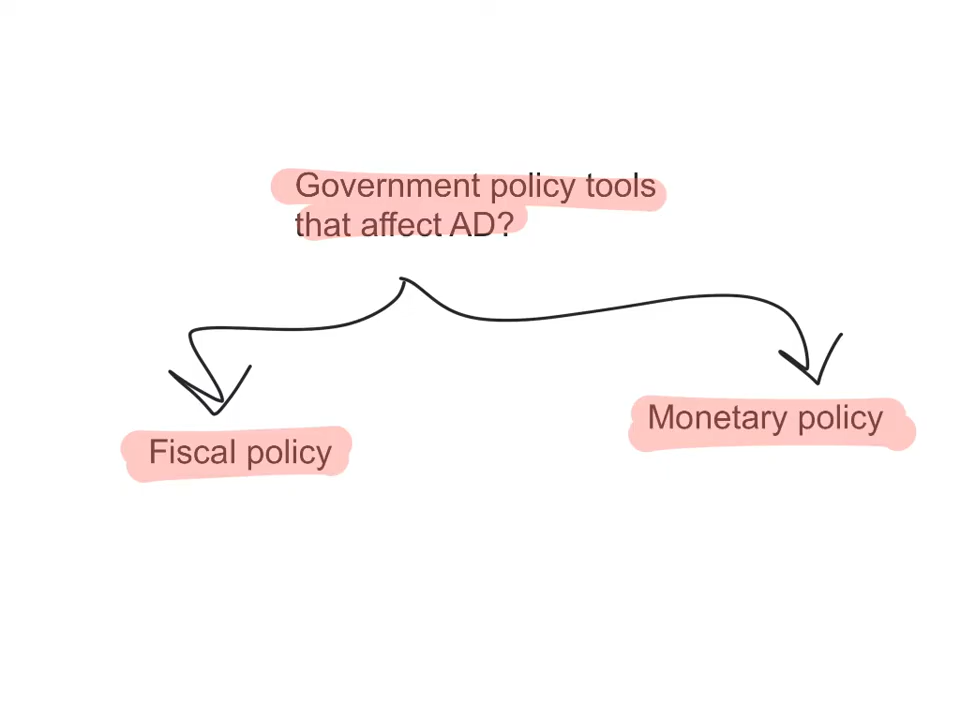 Government policy tools
that affect AD?
Fiscal policy
Monetary policy